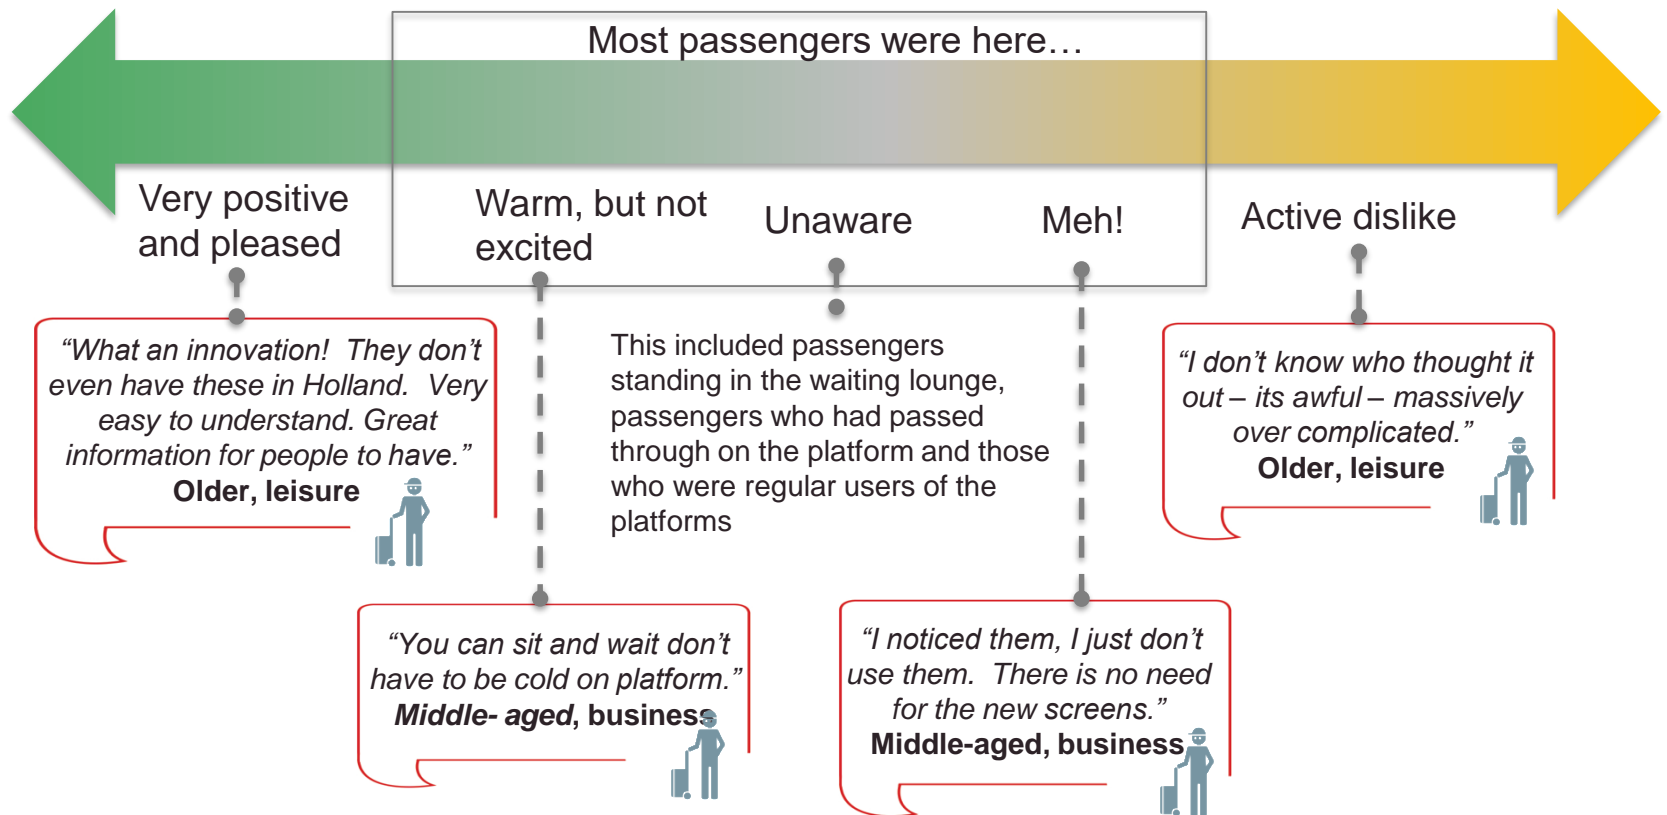 Most passengers were here…
Very positive
and pleased
Warm, but not
excited
Unaware
Meh!
Active dislike
“What an innovation!  They don’t
even have these in Holland.  Very
easy to understand. Great
information for people to have.”
Older, leisure
This included passengers
standing in the waiting lounge,
passengers who had passed
through on the platform and those
who were regular users of the
platforms
“I don’t know who thought it
out – its awful – massively
over complicated.”
Older, leisure
“You can sit and wait don’t
have to be cold on platform.”
Middle- aged, business
“I noticed them, I just don’t
use them.  There is no need
for the new screens.”
Middle-aged, business